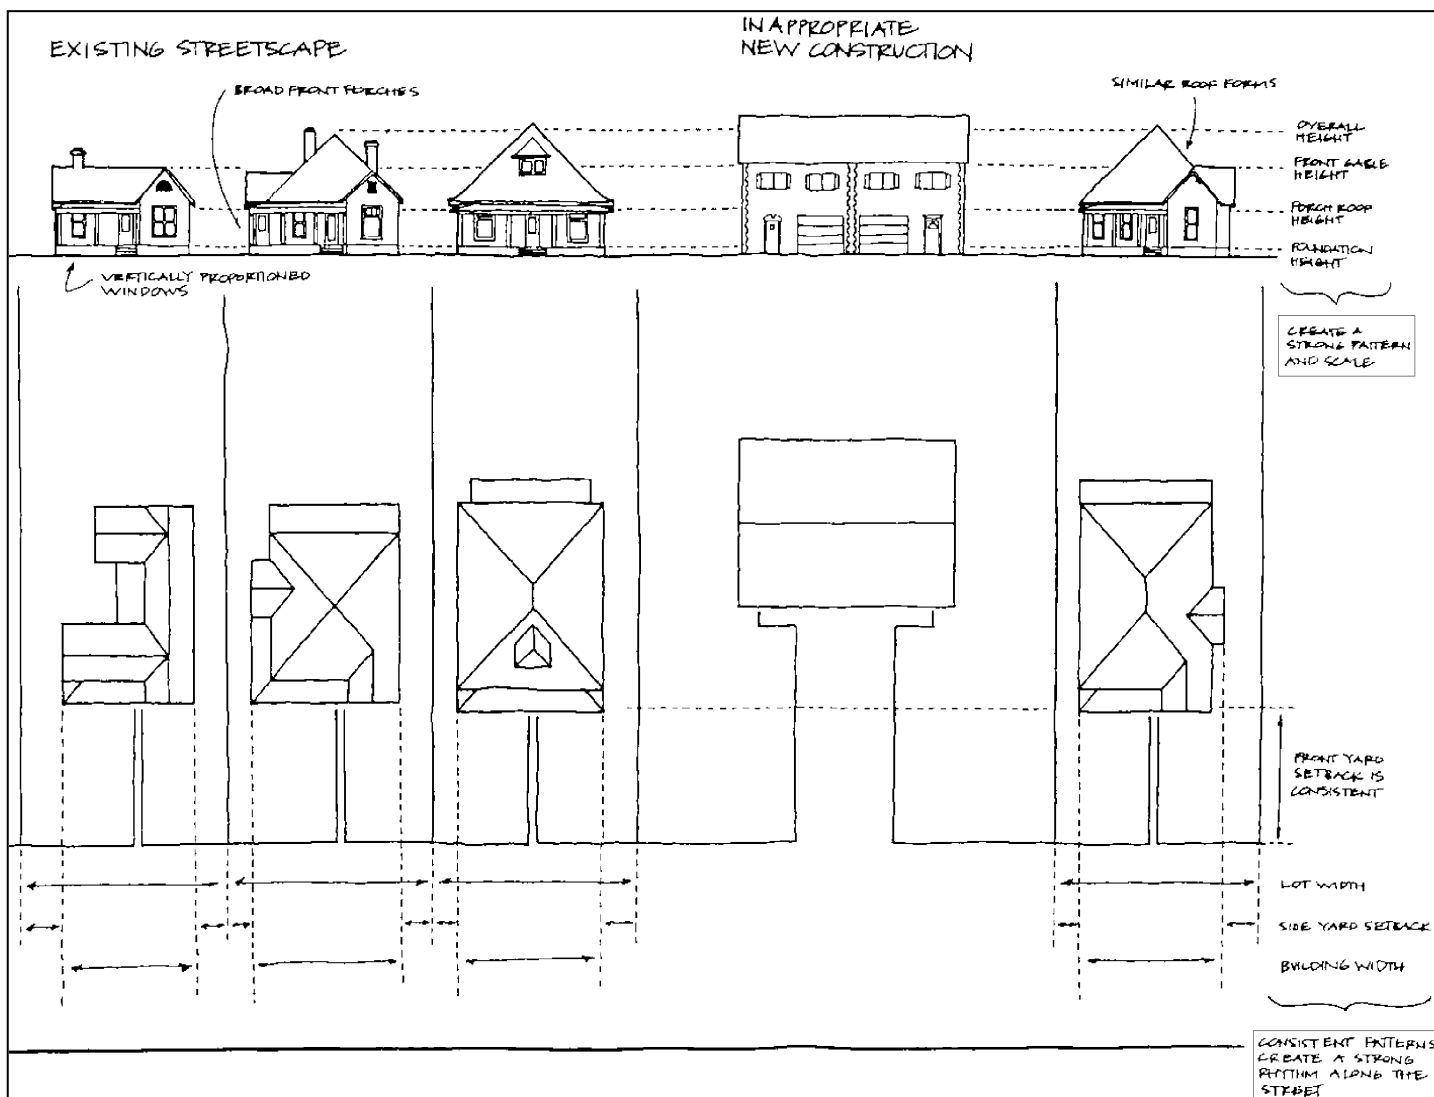 EXISTING STREETSCAPE
INAPPROPRIATE
NEW CONSTRUCTION
BROAD FRONT PORCHES
SIMILAR ROOF FORMS
OVERALL
HEIGHT
FRONT GABLE
HEIGHT
PORCH ROOF
HEIGHT
FOUNDATION
HEIGHT
VERTICALLY PROPORTIONED
WINDOWS
CREATE A
STRONG PATTERN
AND SCALE
FRONT YARD
SETBACK IS
CONSISTENT
LOT WIDTH
SIDE YARD SETBACK
BUILDING WIDTH
CONSISTENT PATTERNS
CREATE A STRONG
RHYTHM ALONG THE
STREET